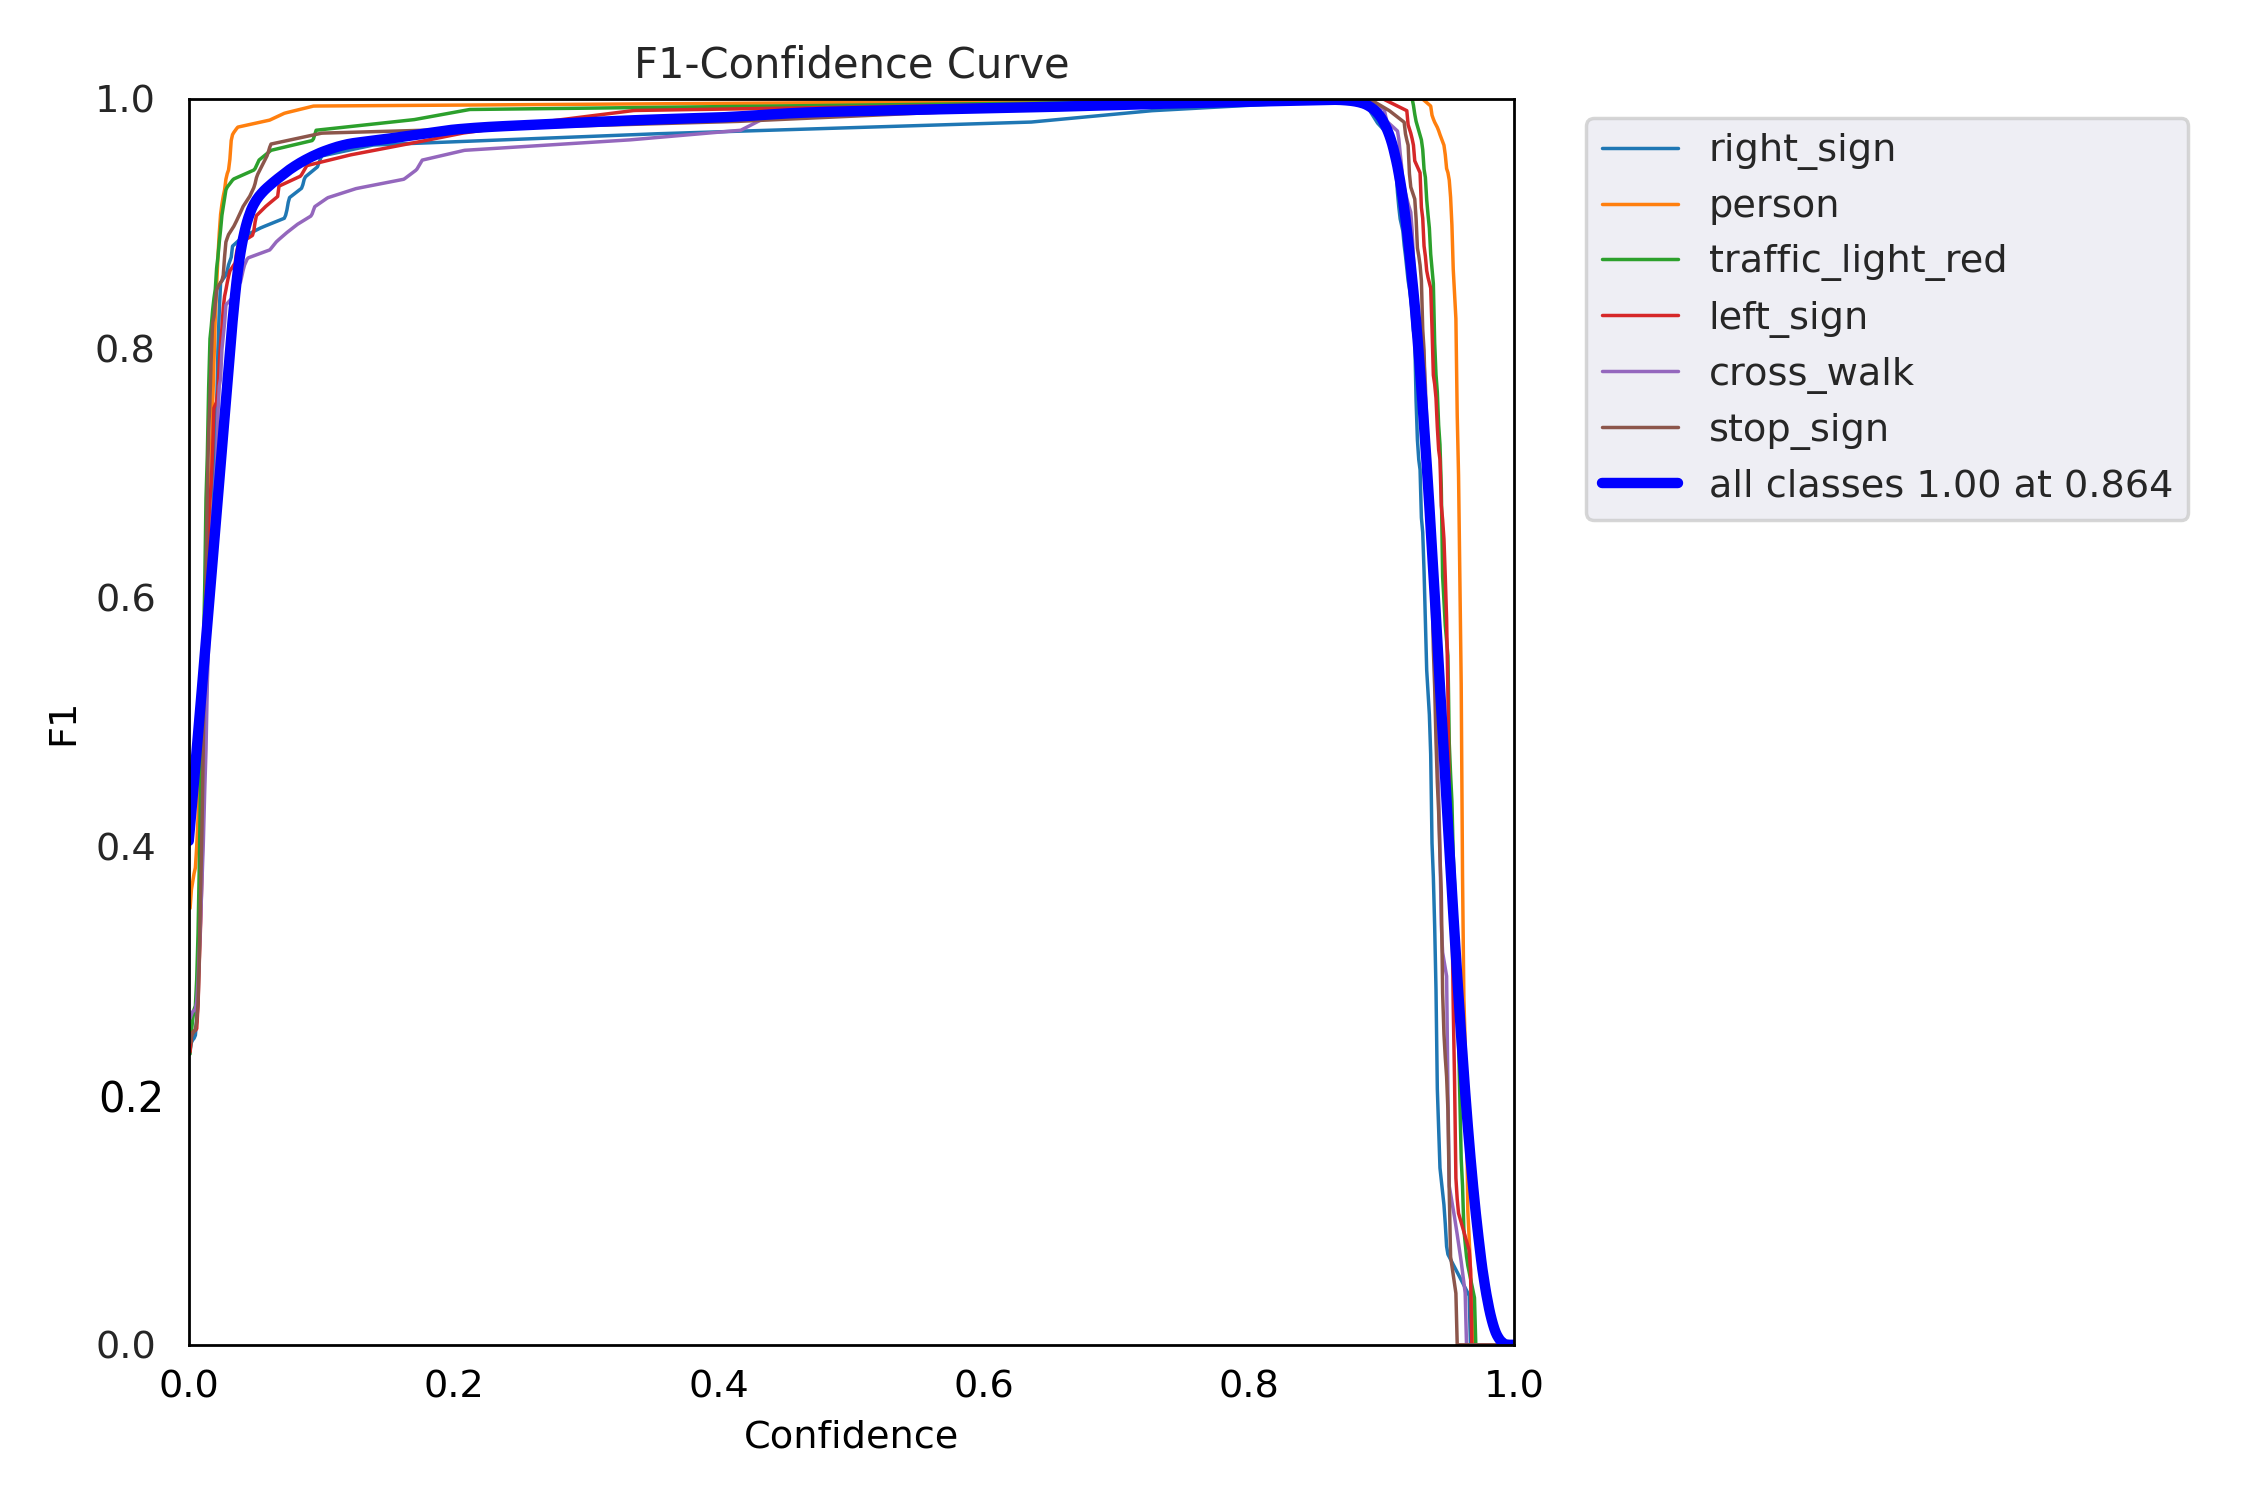 F1-Confidence Curve
1.0
0.8
0.6
0.4
0.2
0.0
F1
0.0 0.2 0.4 0.6 0.8 1.0
Confidence
right_sign
person
traffic_light_red
left_sign
cross_walk
stop_sign
all classes 1.00 at 0.864